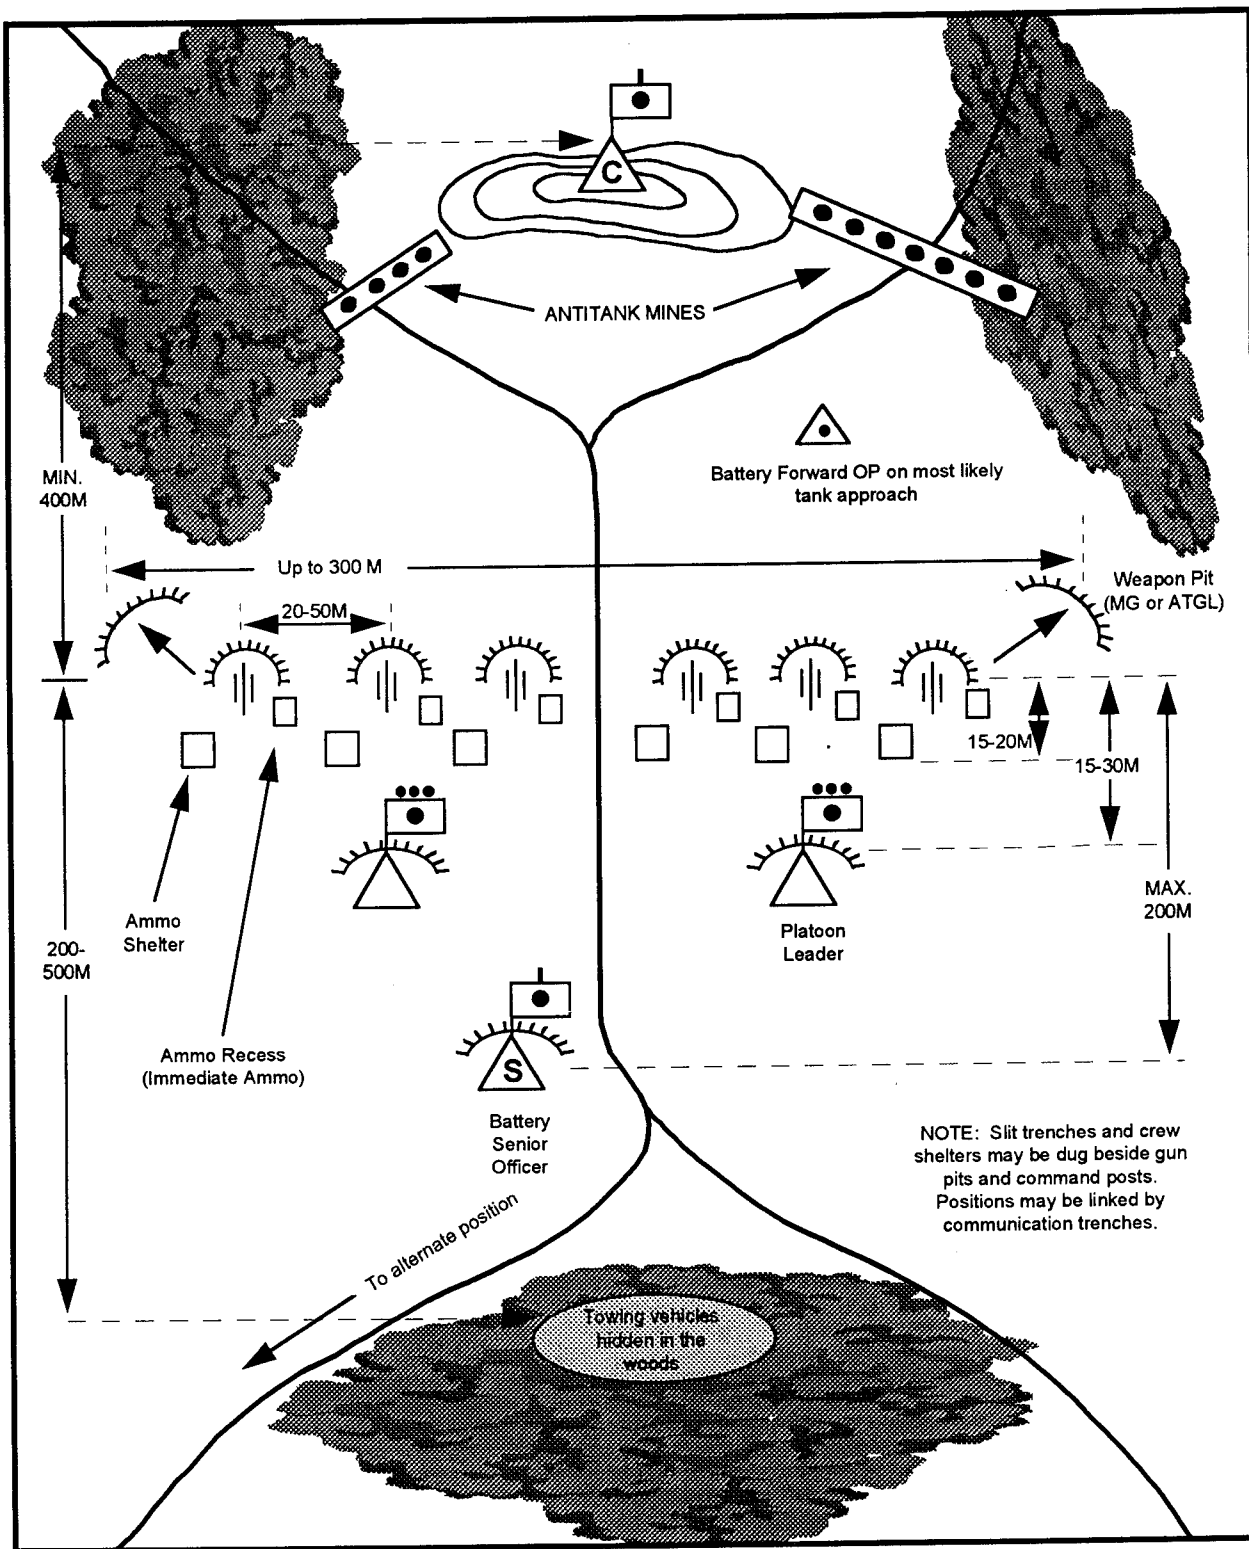 C
ANTITANK MINES
MIN.
400M
Battery Forward OP on most likely
tank approach
Up to 300 M
Weapon Pit
(MG or ATGL)
20-50M
15-20M
15-30M
MAX.
200M
Ammo
Shelter
Platoon
Leader
200-
500M
Ammo Recess
(Immediate Ammo)
S
Battery
Senior
Officer
NOTE: Slit trenches and crew
shelters may be dug beside gun
pits and command posts.
Positions may be linked by
communication trenches.
To alternate position
Towing vehicles
hidden in the
woods